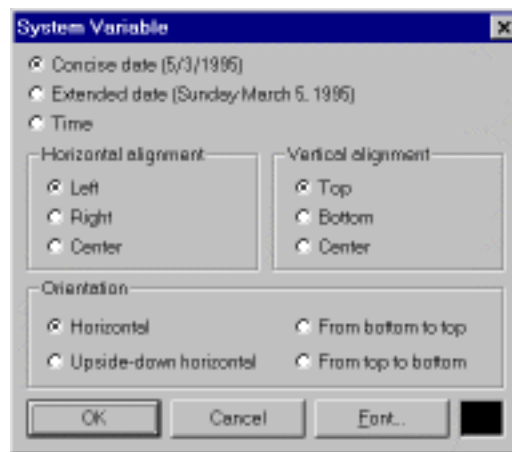 System Variable
Concise date (5/3/1995)
Extended date (Sunday March 5, 1995)
Time
Horizontal alignment
Left
Right
Center
Vertical alignment
Top
Bottom
Center
Orientation
Horizontal
Upside-down horizontal
From bottom to top
From top to bottom
OK Cancel Font...